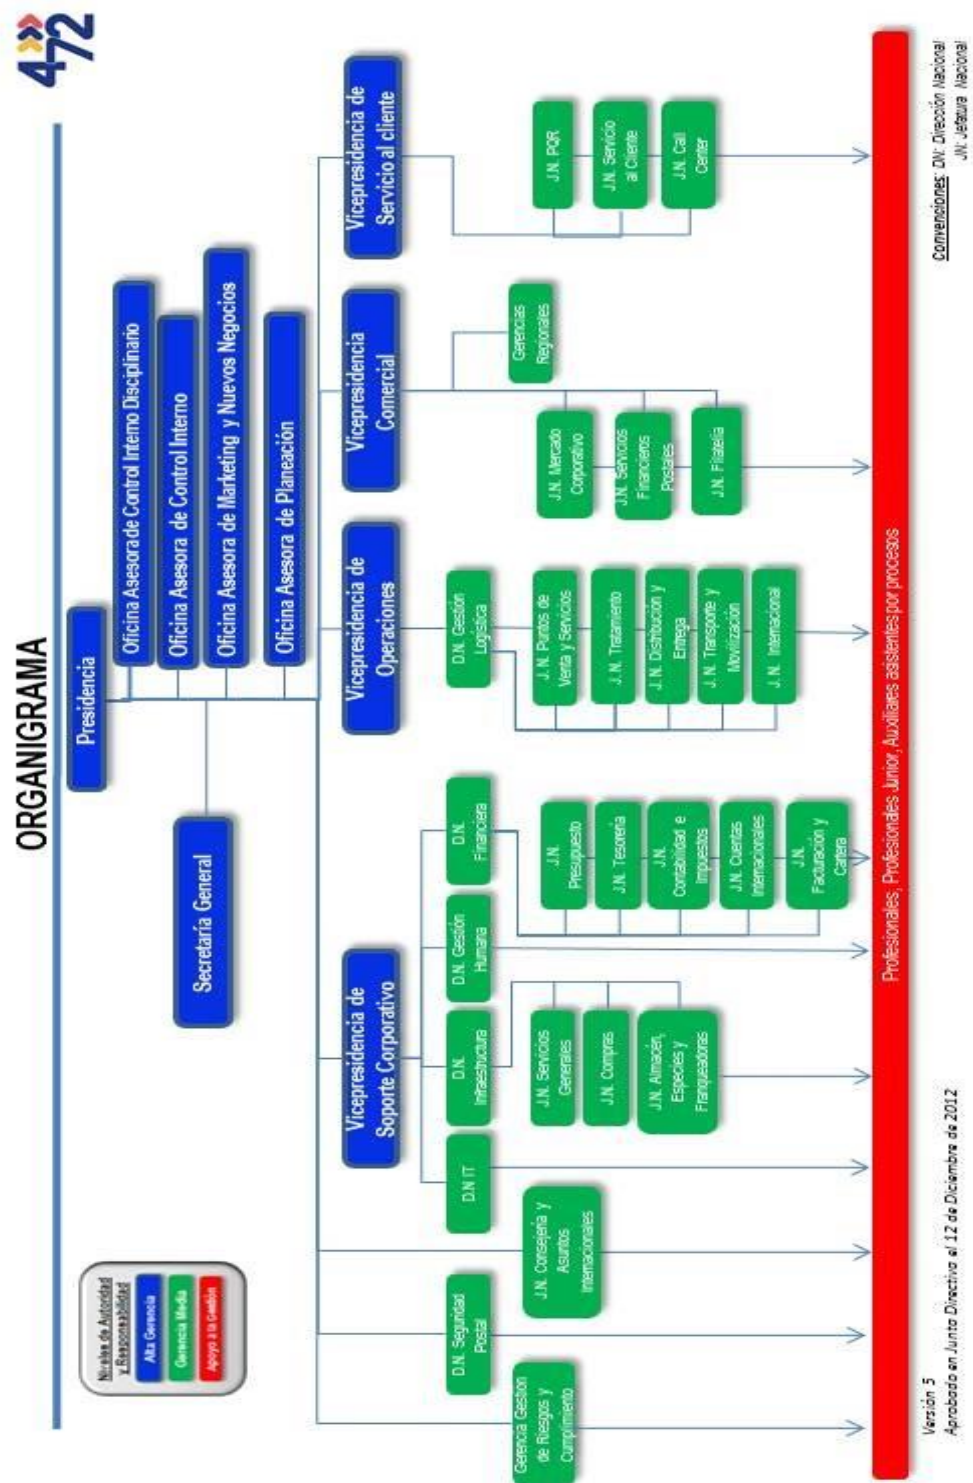 ORGANIGRAMA
472
Niveles de Autoridad
y Responsabilidad
Alta Gerencia
Gerencia Media
Apoyo a la Gestión
Presidencia
Oficina Asesora de Control Interno Disciplinario
Oficina Asesora de Control Interno
Oficina Asesora de Marketing y Nuevos Negocios
Oficina Asesora de Planeación
Secretaría General
Vicepresidencia de
Soporte Corporativo
Vicepresidencia de
Operaciones
Vicepresidencia
Comercial
Vicepresidencia de
Servicio al cliente
Gerencia Gestion
de Riesgos y
Cumplimiento
D.N. Seguridad
Postal
J.N. Consejería y
Asuntos
Internacionales
D.N IT
D.N.
Infraestructura
D.N. Gestión
Humana
D.N.
Financiera
J.N. Servicios
Generales
J.N. Compras
J.N. Almacén,
Especies y
Franqueadoras
J.N.
Presupuesto
J.N. Tesorería
J.N.
Contabilidad e
Impuestos
J.N. Cuentas
Internacionales
J.N.
Facturación y
Cartera
D.N. Gestión
Logística
J.N. Puntos de
Venta y Servicios
J.N. Tratamiento
J. N. Distribución y
Entrega
J. N. Transporte y
Movilización
J.N. Internacional
Gerencias
Regionales
J.N. Mercado
Corporativo
J.N. Servicios
Financieros
Postales
J.N. Filatelia
J.N. PQR
J.N. Servicio
al Cliente
J.N. Call
Center
Profesionales; Profesionales Junior, Auxiliares asistentes por procesos
Versión 5
Aprobado en Junta Directiva el 12 de Diciembre de 2012
Convenciones: DN: Dirección Nacional
JN: Jefatura Nacional